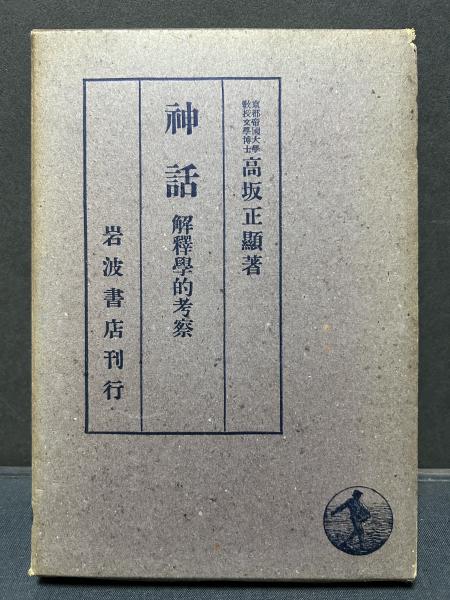 京都帝國大學
教授文學博士
高坂正顯著
神話
解釋學的考察
岩波書店刊行